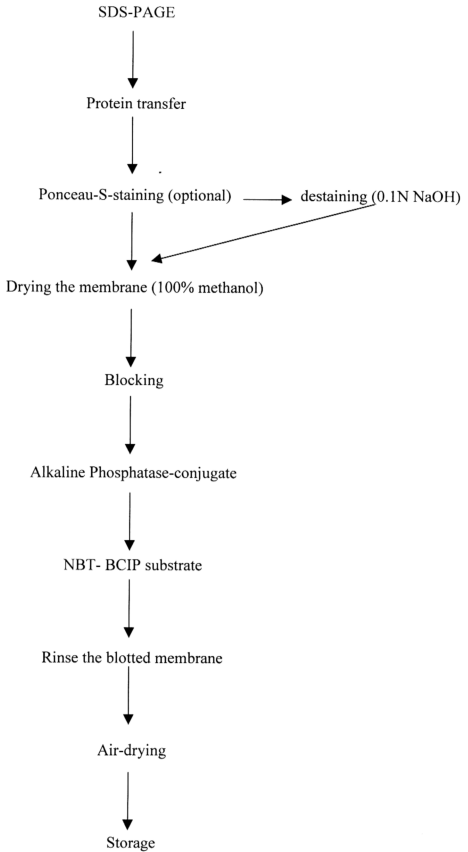 SDS-PAGE
Protein transfer
Ponceau-S-staining (optional) destaining (0.1N NaOH)
Drying the membrane (100% methanol)
Blocking
Alkaline Phosphatase-conjugate
NBT- BCIP substrate
Rinse the blotted membrane
Air-drying
Storage